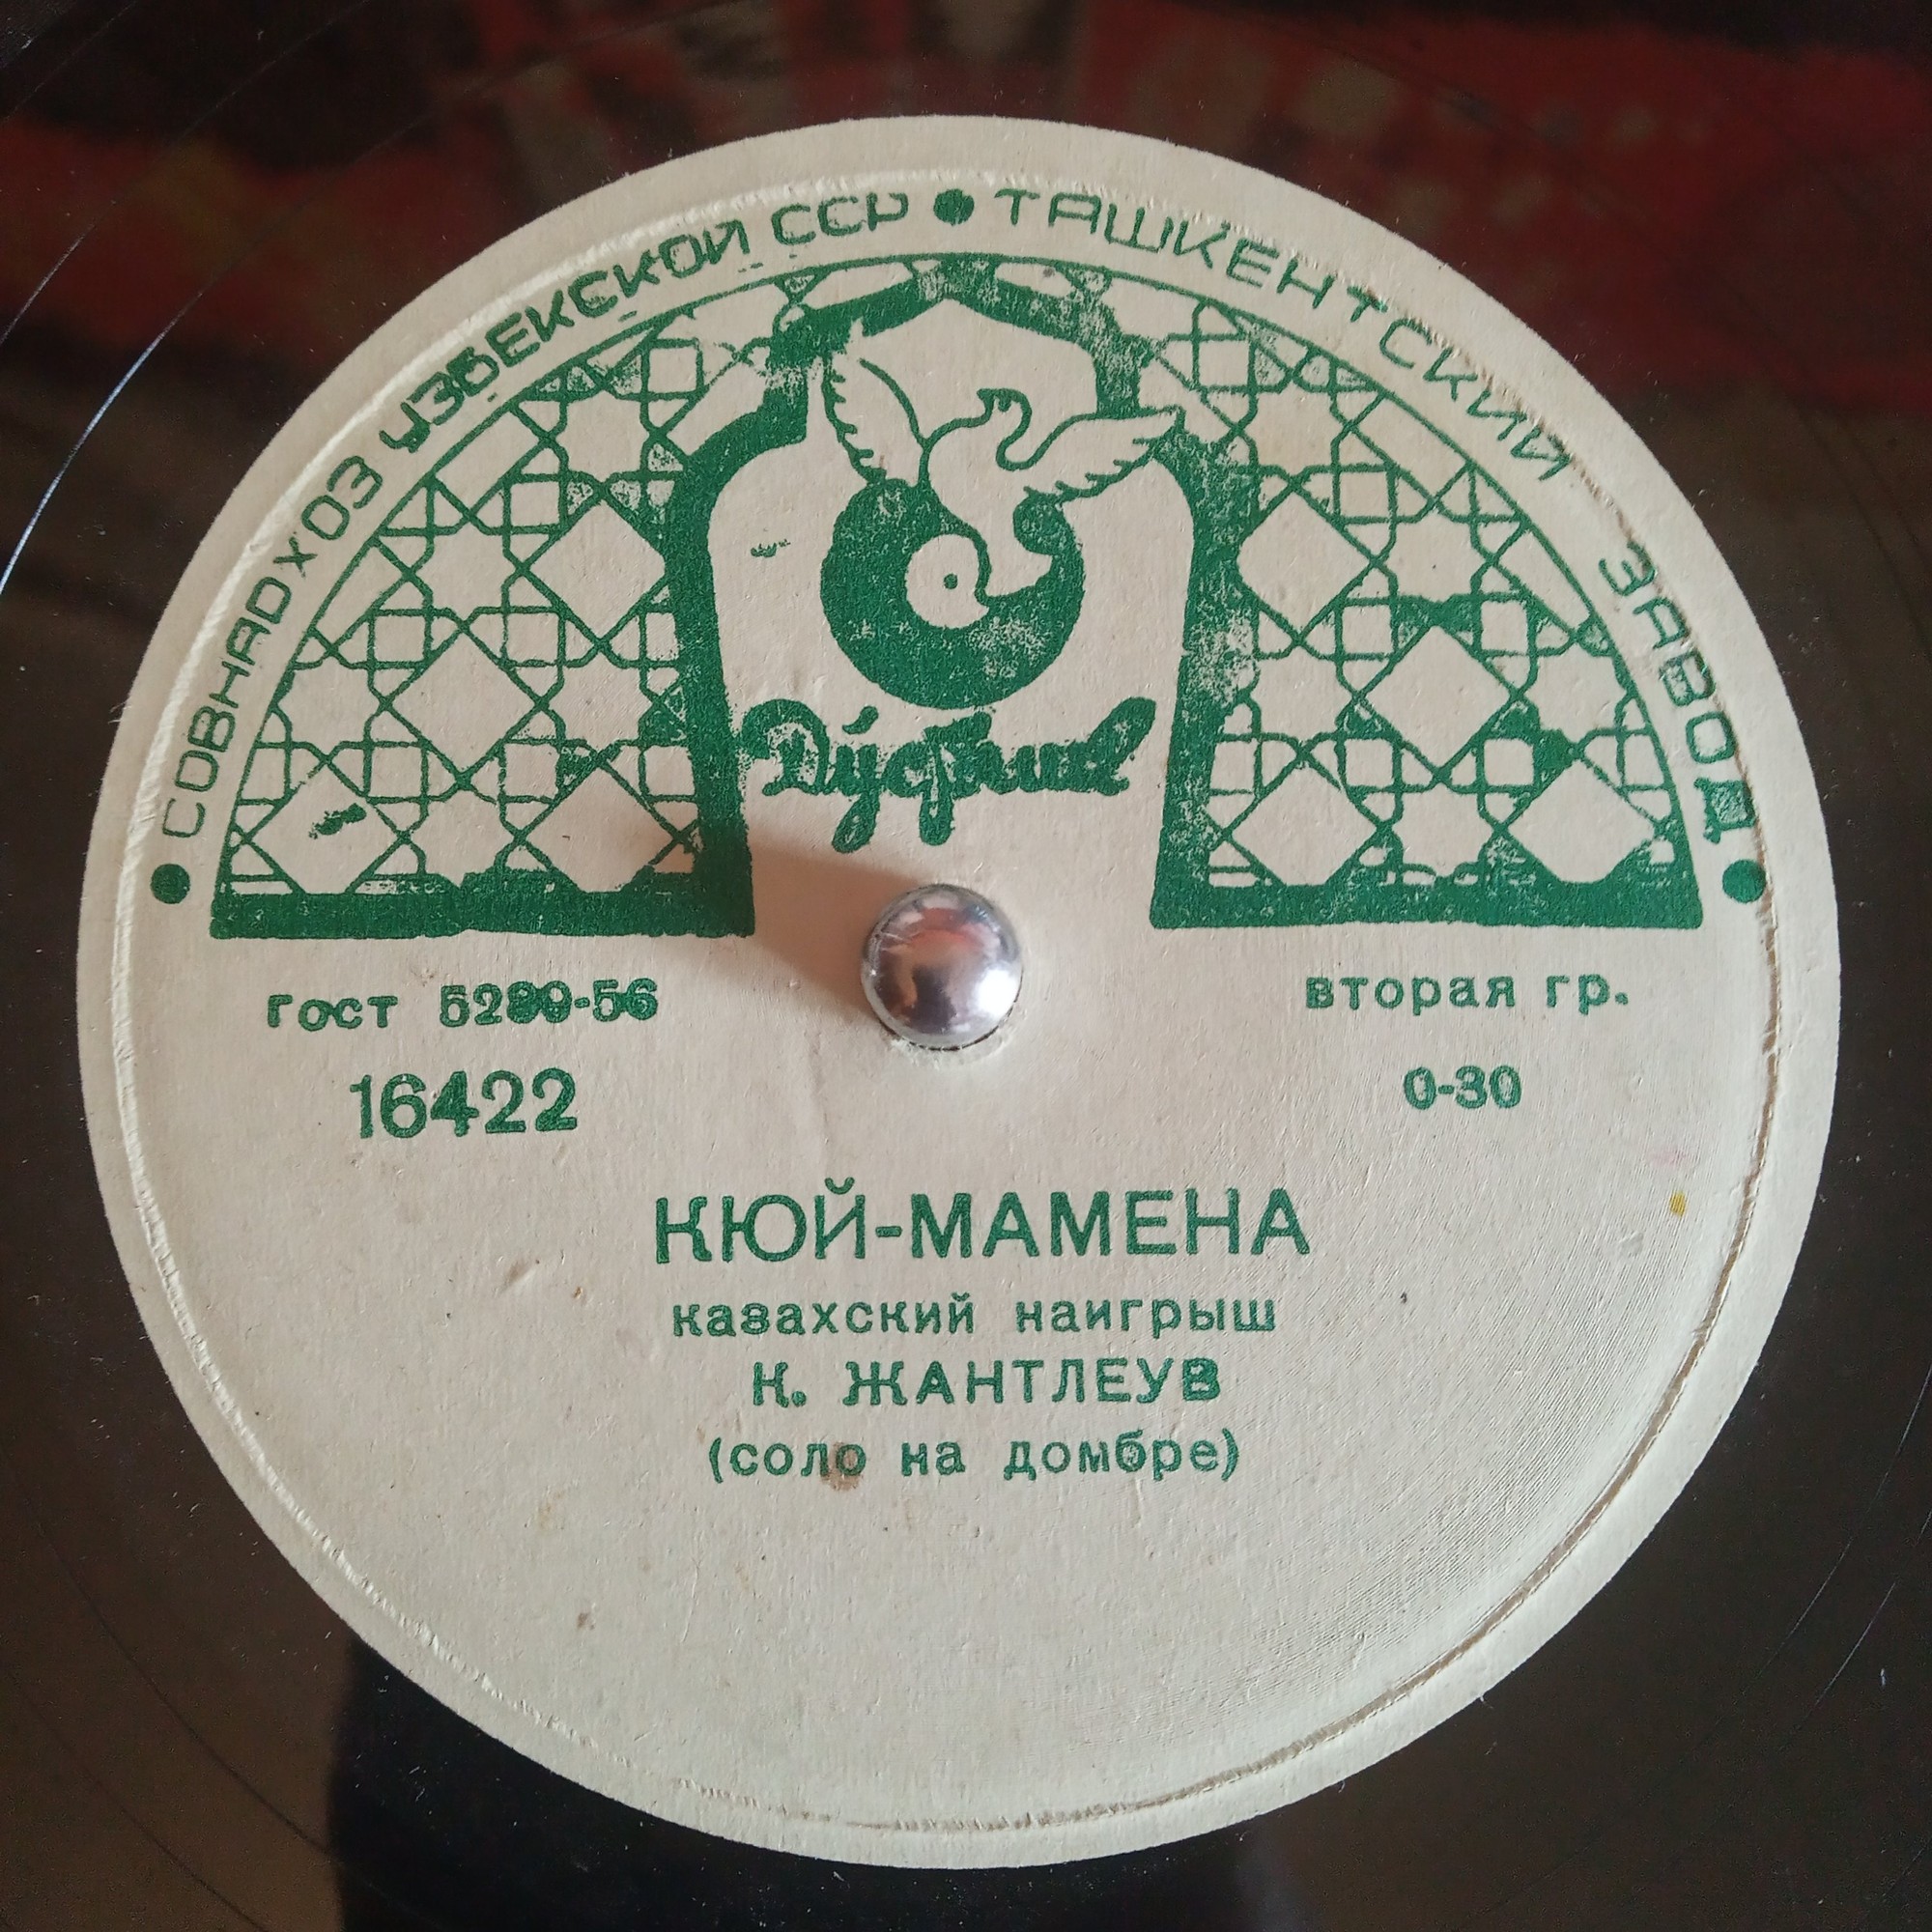 • СОВНАРХОЗ УЗБЕКСКОЙ ССР • ТАШКЕНТСКИЙ ЗАВОД •
Дўстлик
ГОСТ 5289-56
вторая гр.
16422
0-30
КЮЙ-МАМЕНА
казахский наигрыш
К. ЖАНТЛЕУВ
(соло на домбре)